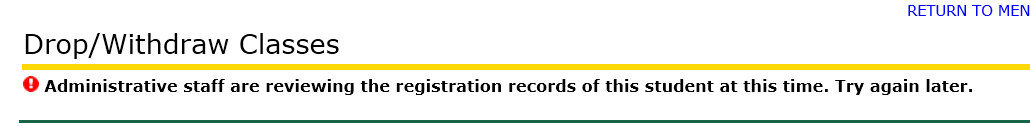 RETURN TO MEN
Drop/Withdraw Classes
Administrative staff are reviewing the registration records of this student at this time. Try again later.